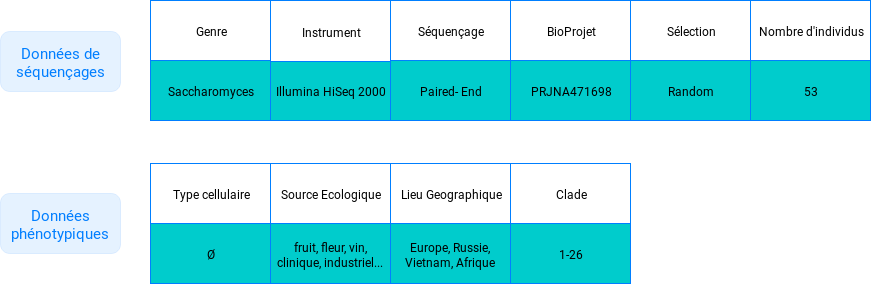 Données de
séquençages
Genre
Instrument
Séquençage
BioProjet
Sélection
Nombre d'individus
Saccharomyces
Illumina HiSeq 2000
Paired- End
PRJNA471698
Random
53
Données
phénotypiques
Type cellulaire
Source Ecologique
Lieu Geographique
Clade
Ø
fruit, fleur, vin,
clinique, industriel...
Europe, Russie,
Vietnam, Afrique
1-26